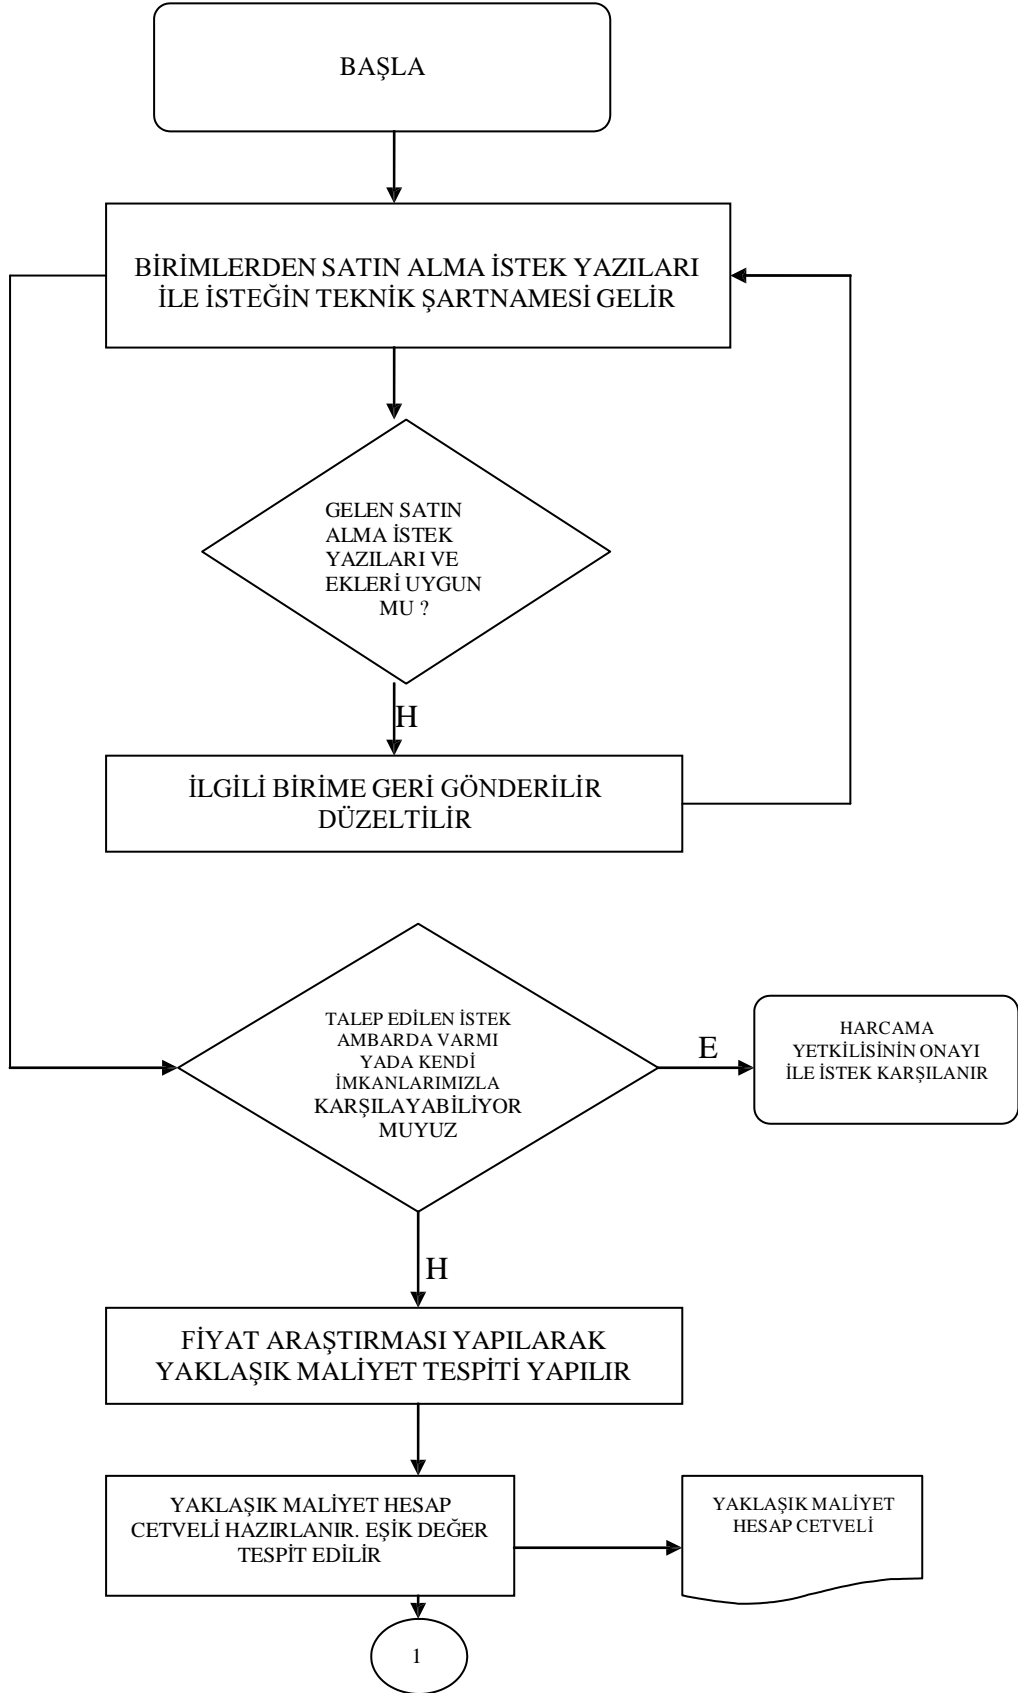 BAŞLA
BİRİMLERDEN SATIN ALMA İSTEK YAZILARI
İLE İSTEĞİN TEKNİK ŞARTNAMESİ GELİR
GELEN SATIN
ALMA İSTEK
YAZILARI VE
EKLERİ UYGUN
MU ?
H
İLGİLİ BİRİME GERİ GÖNDERİLİR
DÜZELTİLİR
TALEP EDİLEN İSTEK
AMBARDA VARMI
YADA KENDİ
İMKANLARIMIZLA
KARŞILAYABİLİYOR
MUYUZ
E
HARCAMA
YETKİLİSİNİN ONAYI
İLE İSTEK KARŞILANIR
H
FİYAT ARAŞTIRMASI YAPILARAK
YAKLAŞIK MALİYET TESPİTİ YAPILIR
YAKLAŞIK MALİYET HESAP
CETVELİ HAZIRLANIR. EŞİK DEĞER
TESPİT EDİLİR
YAKLAŞIK MALİYET
HESAP CETVELİ
1